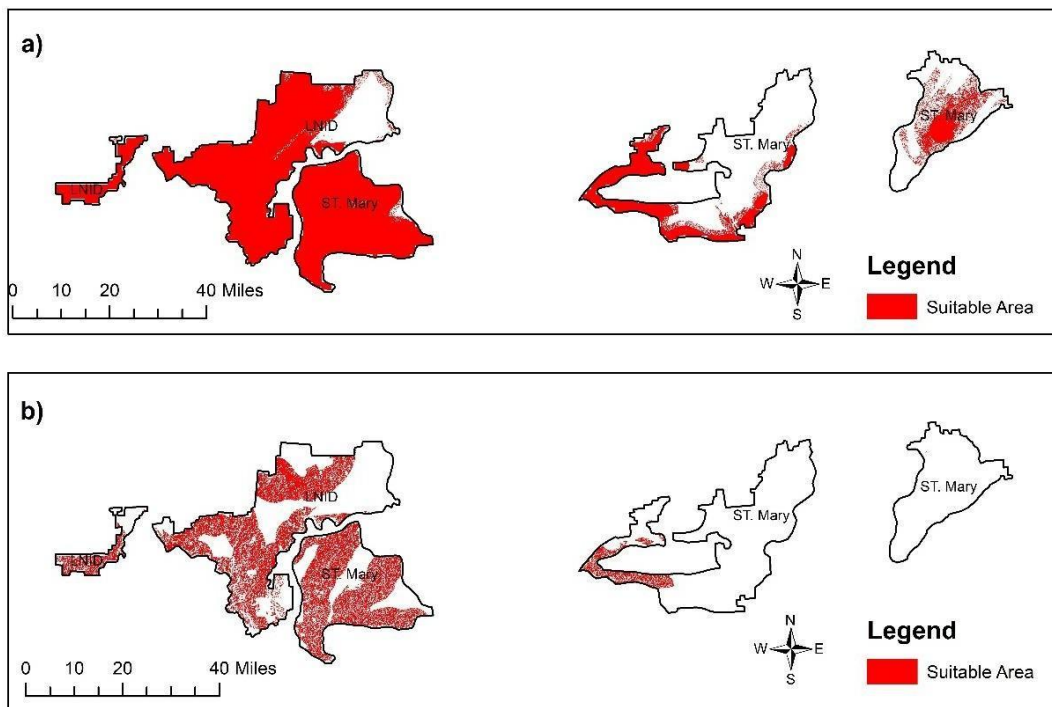 a)
LNID
LNID
ST. Mary
ST. Mary
ST. Mary
0 10 20 40 Miles
N
W E
S
Legend
Suitable Area
b)
LNID
LNID
ST. Mary
ST. Mary
ST. Mary
0 10 20 40 Miles
N
W E
S
Legend
Suitable Area